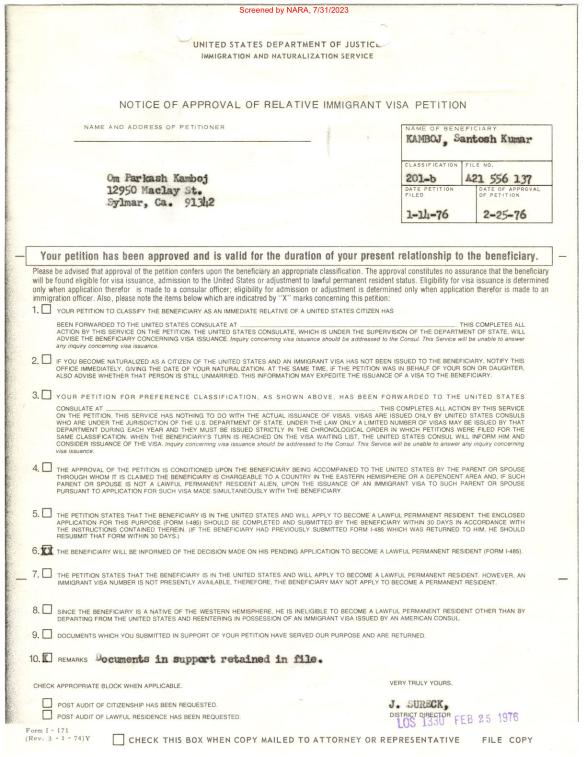 Screened by NARA, 7/31/2023
UNITED STATES DEPARTMENT OF JUSTICE
IMMIGRATION AND NATURALIZATION SERVICE
NOTICE OF APPROVAL OF RELATIVE IMMIGRANT VISA PETITION
NAME AND ADDRESS OF PETITIONER
NAME OF BENEFICIARY
KAMBOJ, Santosh Kumar
CLASSIFICATION FILE NO.
201-b A21 556 137
DATE PETITION FILED DATE OF APPROVAL OF PETITION
1-14-76 2-25-76
Om Parkash Kamboj
12950 Maclay St.
Sylmar, Ca. 91342
Your petition has been approved and is valid for the duration of your present relationship to the beneficiary.
Please be advised that approval of the petition confers upon the beneficiary an appropriate classification. The approval constitutes no assurance that the beneficiary
will be found eligible for visa issuance, admission to the United States or adjustment to lawful permanent resident status. Eligibility for visa issuance is determined
only when application therefor is made to a consular officer; eligibility for admission or adjustment is determined only when application therefor is made to an
immigration officer. Also, please note the items below which are indicated by "X" marks concerning this petition:
1. YOUR PETITION TO CLASSIFY THE BENEFICIARY AS AN IMMEDIATE RELATIVE OF A UNITED STATES CITIZEN HAS
BEEN FORWARDED TO THE UNITED STATES CONSULATE AT THIS COMPLETES ALL
ACTION BY THIS SERVICE ON THE PETITION. THE UNITED STATES CONSULATE, WHICH IS UNDER THE SUPERVISION OF THE DEPARTMENT OF STATE, WILL
ADVISE THE BENEFICIARY CONCERNING VISA ISSUANCE. Inquiry concerning visa issuance should be addressed to the Consul. This Service will be unable to answer
any inquiry concerning visa issuance.
2. IF YOU BECOME NATURALIZED AS A CITIZEN OF THE UNITED STATES AND AN IMMIGRANT VISA HAS NOT BEEN ISSUED TO THE BENEFICIARY, NOTIFY THIS
OFFICE IMMEDIATELY, GIVING THE DATE OF YOUR NATURALIZATION. AT THE SAME TIME, IF THE PETITION WAS IN BEHALF OF YOUR SON OR DAUGHTER,
ALSO ADVISE WHETHER THAT PERSON IS STILL UNMARRIED. THIS INFORMATION MAY EXPEDITE THE ISSUANCE OF A VISA TO THE BENEFICIARY.
3. YOUR PETITION FOR PREFERENCE CLASSIFICATION, AS SHOWN ABOVE, HAS BEEN FORWARDED TO THE UNITED STATES
CONSULATE AT THIS COMPLETES ALL ACTION BY THIS SERVICE
ON THE PETITION, THIS SERVICE HAS NOTHING TO DO WITH THE ACTUAL ISSUANCE OF VISAS. VISAS ARE ISSUED ONLY BY UNITED STATES CONSULS
WHO ARE UNDER THE JURISDICTION OF THE U.S. DEPARTMENT OF STATE. UNDER THE LAW ONLY A LIMITED NUMBER OF VISAS MAY BE ISSUED BY THAT
DEPARTMENT DURING EACH YEAR AND THEY MUST BE ISSUED STRICTLY IN THE CHRONOLOGICAL ORDER IN WHICH PETITIONS WERE FILED FOR THE
SAME CLASSIFICATION. WHEN THE BENEFICIARY'S TURN IS REACHED ON THE VISA WAITING LIST, THE UNITED STATES CONSUL WILL INFORM HIM AND
CONSIDER ISSUANCE OF THE VISA. Inquiry concerning visa issuance should be addressed to the Consul. This Service will be unable to answer any inquiry concerning
visa issuance.
4. THE APPROVAL OF THE PETITION IS CONDITIONED UPON THE BENEFICIARY BEING ACCOMPANIED TO THE UNITED STATES BY THE PARENT OR SPOUSE
THROUGH WHOM IT IS CLAIMED THE BENEFICIARY IS CHARGEABLE TO A COUNTRY IN THE EASTERN HEMISPHERE OR A DEPENDENT AREA AND, IF SUCH
PARENT OR SPOUSE IS NOT A LAWFUL PERMANENT RESIDENT ALIEN, UPON THE ISSUANCE OF AN IMMIGRANT VISA TO SUCH PARENT OR SPOUSE
PURSUANT TO APPLICATION FOR SUCH VISA MADE SIMULTANEOUSLY WITH THE BENEFICIARY.
5. THE PETITION STATES THAT THE BENEFICIARY IS IN THE UNITED STATES AND WILL APPLY TO BECOME A LAWFUL PERMANENT RESIDENT. THE ENCLOSED
APPLICATION FOR THIS PURPOSE (FORM I-485) SHOULD BE COMPLETED AND SUBMITTED BY THE BENEFICIARY WITHIN 30 DAYS IN ACCORDANCE WITH
THE INSTRUCTIONS CONTAINED THEREIN. (IF THE BENEFICIARY HAD PREVIOUSLY SUBMITTED FORM I-485 WHICH WAS RETURNED TO HIM, HE SHOULD
RESUBMIT THAT FORM WITHIN 30 DAYS.)
6. XX THE BENEFICIARY WILL BE INFORMED OF THE DECISION MADE ON HIS PENDING APPLICATION TO BECOME A LAWFUL PERMANENT RESIDENT (FORM I-485)
7. THE PETITION STATES THAT THE BENEFICIARY IS IN THE UNITED STATES AND WILL APPLY TO BECOME A LAWFUL PERMANENT RESIDENT. HOWEVER, AN
IMMIGRANT VISA NUMBER IS NOT PRESENTLY AVAILABLE, THEREFORE, THE BENEFICIARY MAY NOT APPLY TO BECOME A PERMANENT RESIDENT.
8. SINCE THE BENEFICIARY IS A NATIVE OF THE WESTERN HEMISPHERE, HE IS INELIGIBLE TO BECOME A LAWFUL PERMANENT RESIDENT OTHER THAN BY
DEPARTING FROM THE UNITED STATES AND REENTERING IN POSSESSION OF AN IMMIGRANT VISA ISSUED BY AN AMERICAN CONSUL.
9. DOCUMENTS WHICH YOU SUBMITTED IN SUPPORT OF YOUR PETITION HAVE SERVED OUR PURPOSE AND ARE RETURNED.
10. X REMARKS Documents in support retained in file.
CHECK APPROPRIATE BLOCK WHEN APPLICABLE.
POST AUDIT OF CITIZENSHIP HAS BEEN REQUESTED.
POST AUDIT OF LAWFUL RESIDENCE HAS BEEN REQUESTED.
VERY TRULY YOURS,
J. SURECK,
DISTRICT DIRECTOR
LOS 1330 FEB 25 1976
Form I - 171
(Rev. 3 - 1 - 74)Y
CHECK THIS BOX WHEN COPY MAILED TO ATTORNEY OR REPRESENTATIVE FILE COPY